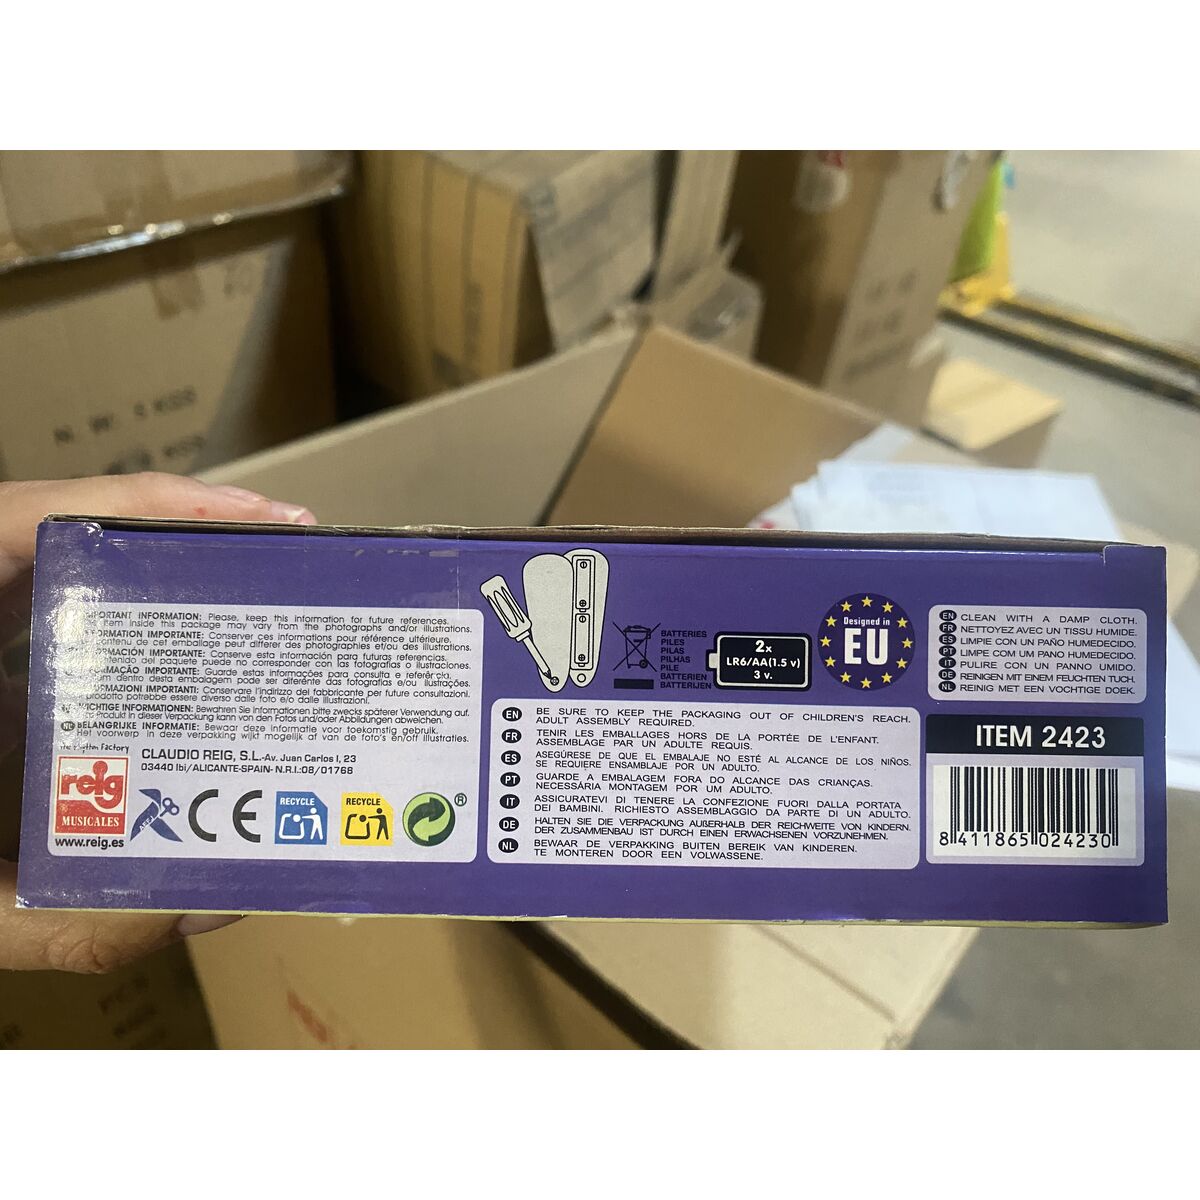 N. W: 5 KGS
IMPORTANT INFORMATION: Please, keep this information for future references.
The item inside this package may vary from the photographs and/or illustrations.
INFORMATION IMPORTANTE: Conserver ces informations pour référence ultérieure.
contenu de cet emballage peut différer des photographies et/ou des illustrations.
INFORMACIÓN IMPORTANTE: Conserve esta información para futuras referencias.
contenido del paquete puede no corresponder con las fotografías o ilustraciones.
INFORMAÇÃO IMPORTANTE: Guarde estas informações para consulta e referência.
item dentro desta embalagem pode ser diferente das fotografias e/ou ilustrações.
INFORMAZIONI IMPORTANTI: Conservare l'indirizzo del fabbricante per future consultazioni.
prodotto potrebbe essere diverso dalle foto e/o dalle illustrazioni.
WICHTIGE INFORMATIONEN: Bewahren Sie Informationen bitte zwecks späterer Verwendung auf.
Das Produkt in dieser Verpackung kann von den Fotos und/oder Abbildungen abweichen.
NL BELANGRIJKE INFORMATIE: Bewaar deze informatie voor toekomstig gebruik.
Het voorwerp in deze verpakking wijkt mogelijk af van de foto's en/off illustraties.
The Rhythm Factory
reig
MUSICALES
www.reig.es
CLAUDIO REIG, S.L.-Av. Juan Carlos I, 23
03440 Ibi/ALICANTE-SPAIN- N.R.I.:08/01768
AEFJ
CE
RECYCLE
RECYCLE
®
BATTERIES
PILES
PILAS
PILHAS
PILE
BATTERIEN
BATTERIJEN
2x
LR6/AA(1.5 v)
3 v.
Designed in
EU
EN BE SURE TO KEEP THE PACKAGING OUT OF CHILDREN'S REACH.
ADULT ASSEMBLY REQUIRED.
FR TENIR LES EMBALLAGES HORS DE LA PORTÉE DE L'ENFANT.
ASSEMBLAGE PAR UN ADULTE REQUIS.
ES ASEGÚRESE DE QUE EL EMBALAJE NO ESTÉ AL ALCANCE DE LOS NIÑOS.
SE REQUIERE ENSAMBLAJE POR UN ADULTO.
PT GUARDE A EMBALAGEM FORA DO ALCANCE DAS CRIANÇAS.
NECESSÁRIA MONTAGEM POR UM ADULTO.
IT ASSICURATEVI DI TENERE LA CONFEZIONE FUORI DALLA PORTATA
DEI BAMBINI. RICHIESTO ASSEMBLAGGIO DA PARTE DI UN ADULTO.
DE HALTEN SIE DIE VERPACKUNG AUßERHALB DER REICHWEITE VON KINDERN.
DER ZUSAMMENBAU IST DURCH EINEN ERWACHSENEN VORZUNEHMEN.
NL BEWAAR DE VERPAKKING BUITEN BEREIK VAN KINDEREN.
TE MONTEREN DOOR EEN VOLWASSENE.
EN CLEAN WITH A DAMP CLOTH.
FR NETTOYEZ AVEC UN TISSU HUMIDE.
ES LIMPIE CON UN PAÑO HUMEDECIDO.
PT LIMPE COM UM PANO HUMEDECIDO.
IT PULIRE CON UN PANNO UMIDO.
DE REINIGEN MIT EINEM FEUCHTEN TUCH.
NL REINIG MET EEN VOCHTIGE DOEK.
ITEM 2423
8 411865 024230